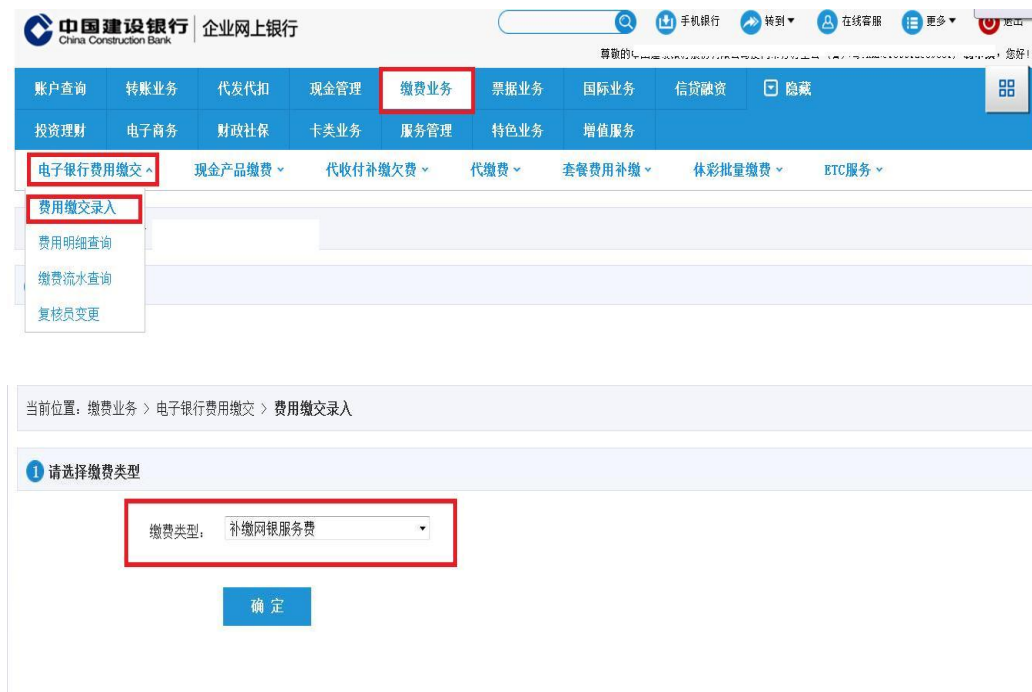 中国建设银行 企业网上银行
China Construction Bank
手机银行 转到 在线客服 更多
尊敬的
您好!
账户查询 转账业务 代发代扣 现金管理 缴费业务 票据业务 国际业务 信贷融资 隐藏
投资理财 电子商务 财政社保 卡类业务 服务管理 特色业务 增值服务
电子银行费用缴交 现金产品缴费 代收付补缴欠费 代缴费 套餐费用补缴 体彩批量缴费 ETC服务
费用缴交录入
费用明细查询
缴费流水查询
复核员变更
当前位置：缴费业务 > 电子银行费用缴交 > 费用缴交录入
1 请选择缴费类型
缴费类型： 补缴网银服务费
确 定